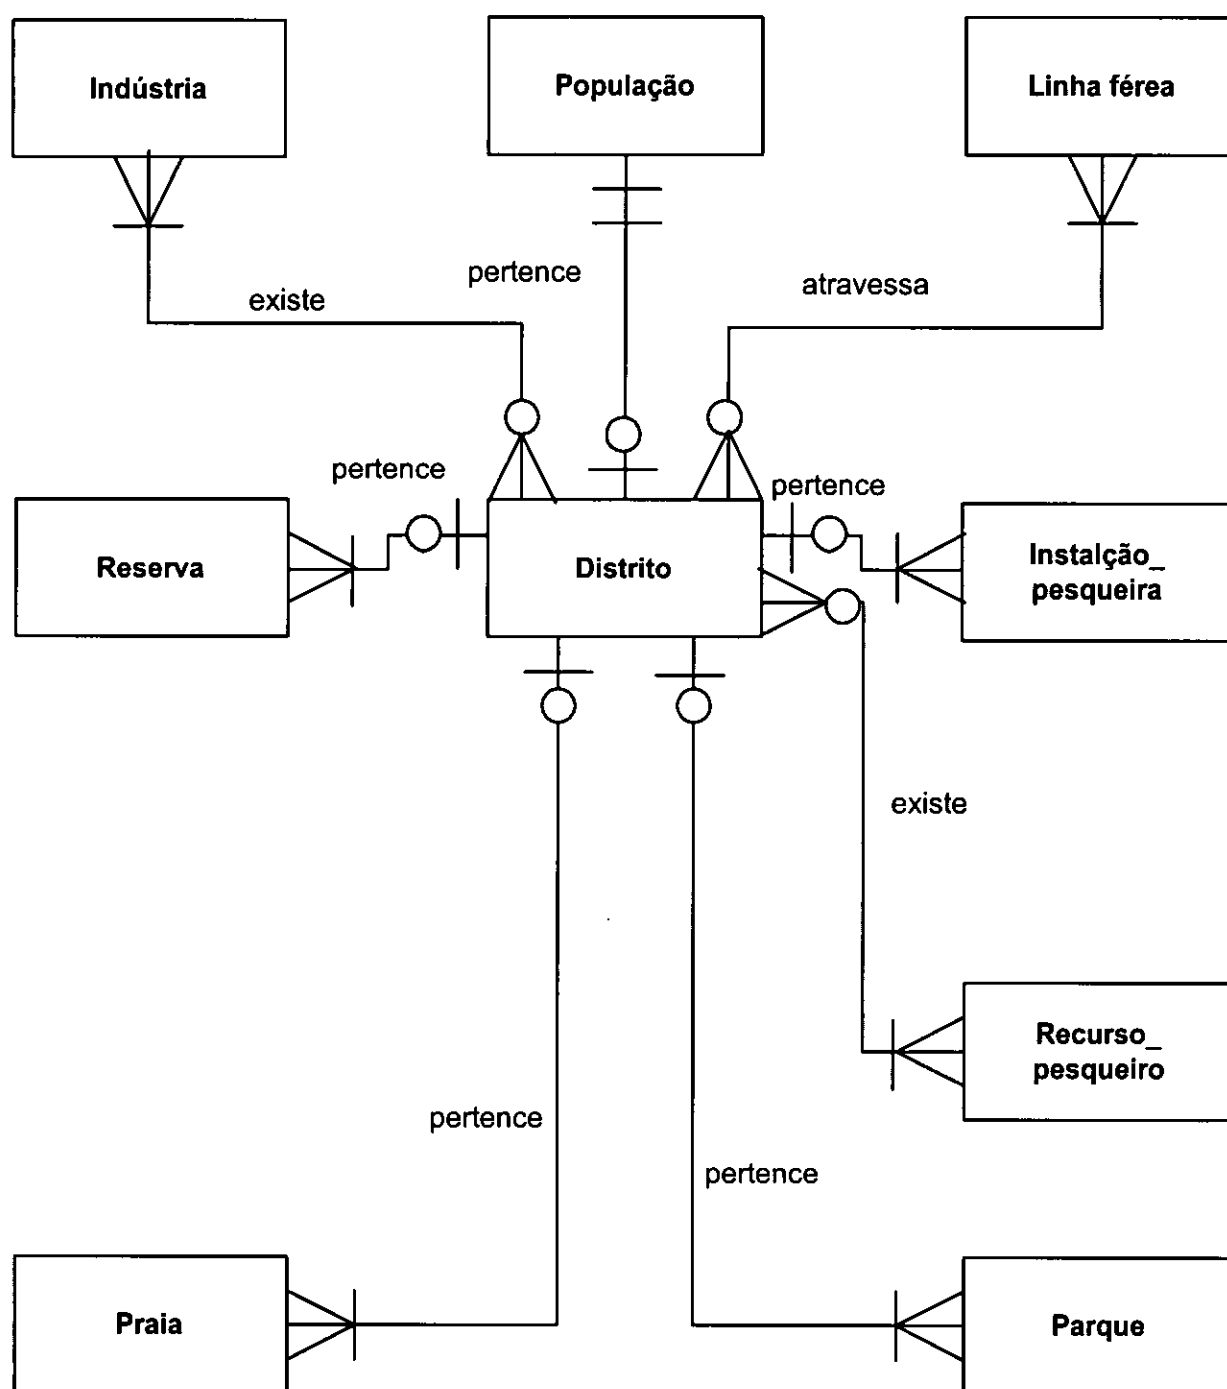 Indústria
População
Linha férea
pertence
existe
atravessa
pertence
pertence
Reserva
Distrito
Instalção_
pesqueira
existe
Recurso_
pesqueiro
pertence
pertence
Praia
Parque